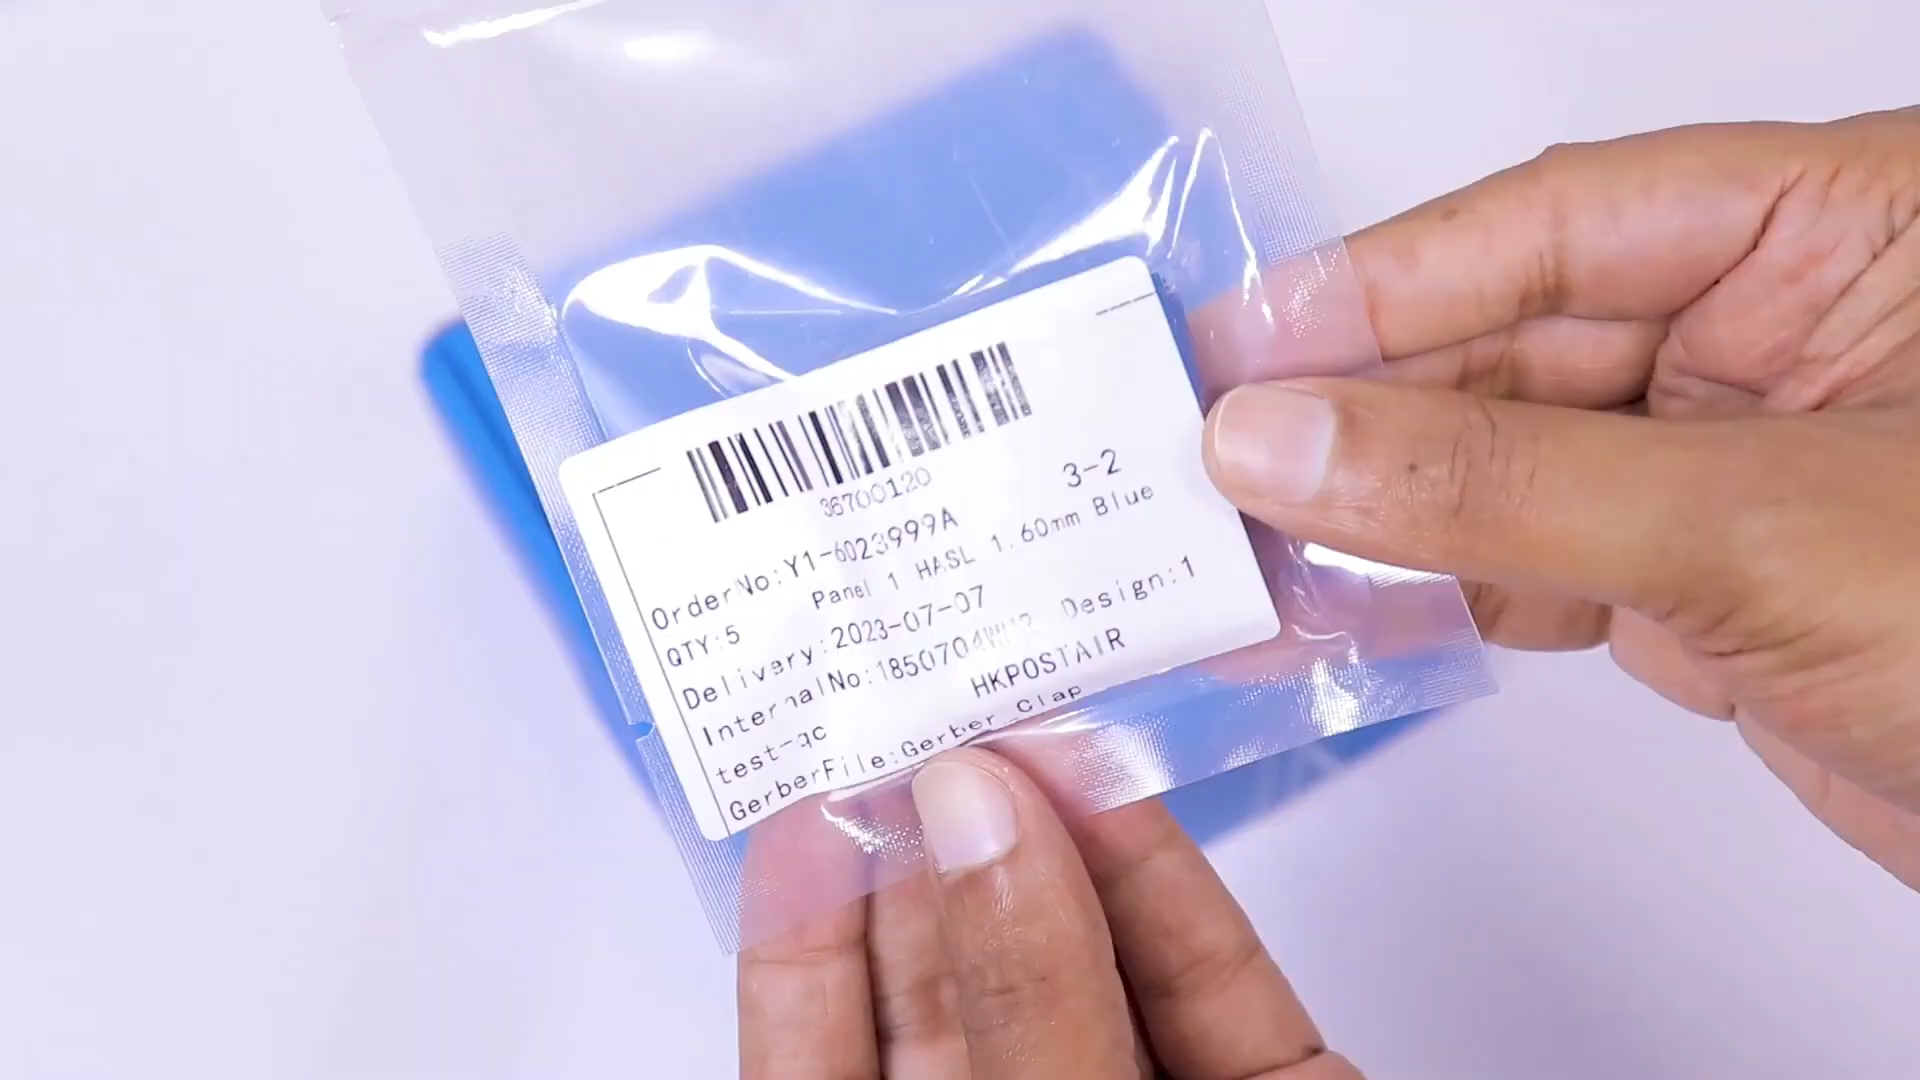 36700120
3-2
OrderNo:Y1-6023999A
Panel 1 HASL 1.60mm Blue
QTY:5
Delivery:2023-07-07
InternalNo: Design:1
HKPOSTAIR
test-qc
GerberFile:Gerber_Clap